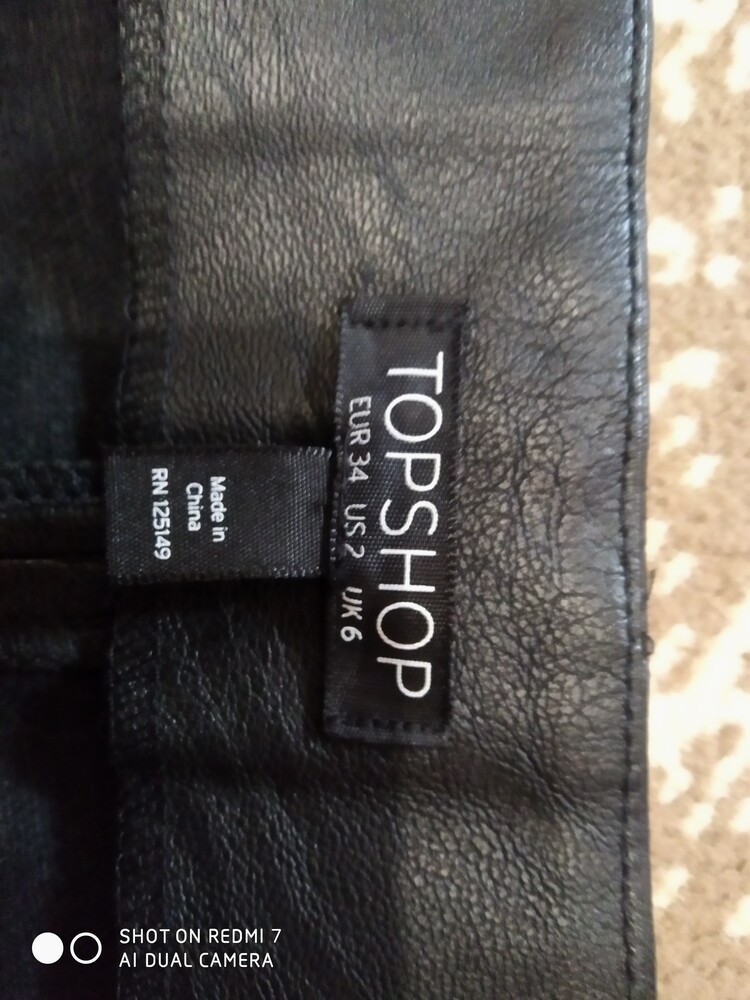 TOPSHOP
EUR 34 US 2 UK 6
Made in
China
RN 125149
SHOT ON REDMI 7
AI DUAL CAMERA